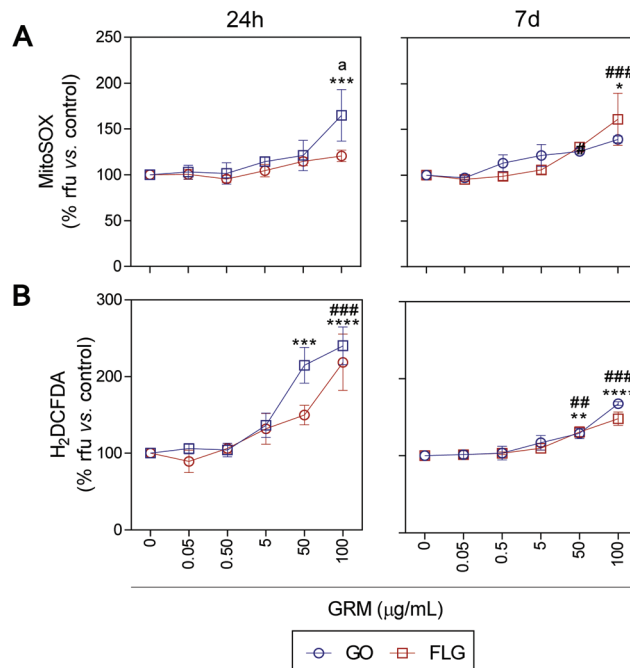 24h
7d
A
MitoSOX
(% rfu vs. control)
200
150
100
50
0
a
***
###
*
#
B
H₂DCFDA
(% rfu vs. control)
300
200
100
0
***
###
****
##
**
###
****
0
0.05
0.50
5
50
100
0
0.05
0.5
5
50
100
GRM (μg/mL)
GO
FLG